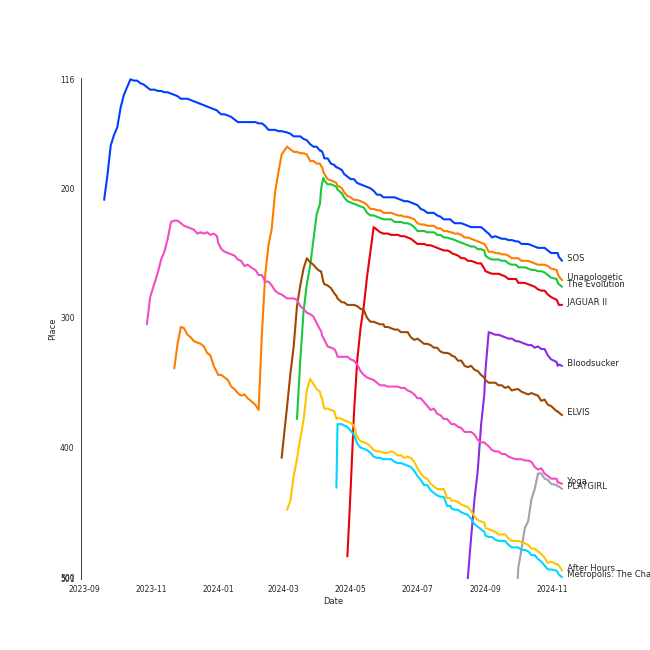 116
200
300
400
500
Place
2023-09
2023-11
2024-01
2024-03
2024-05
2024-07
2024-09
2024-11
Date
SOS
Unapologetic
The Evolution
JAGUAR II
Bloodsucker
ELVIS
Yoga
PLAYGIRL
After Hours
Metropolis: The Cha